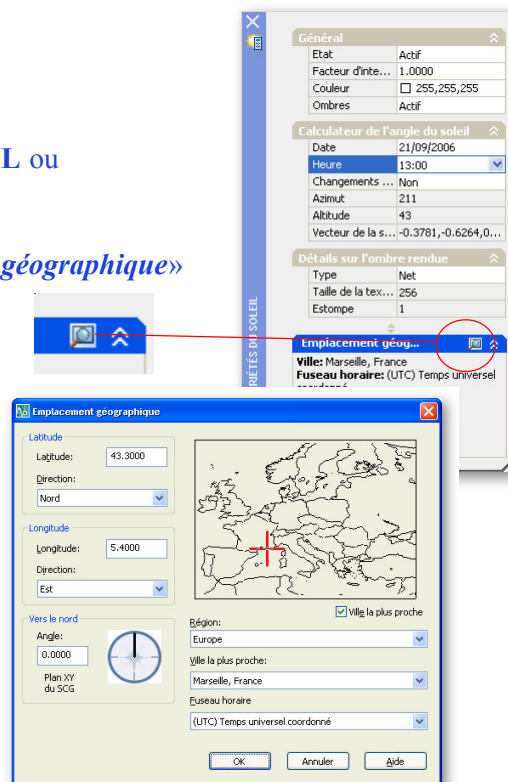 Général
Etat Actif
Facteur d'inte... 1.0000
Couleur 255,255,255
Ombres Actif
Calculateur de l'angle du soleil
Date 21/09/2006
Heure 13:00
Changements ... Non
Azimut 211
Altitude 43
Vecteur de la s... -0.3781,-0.6264,0...
Détails sur l'ombre rendue
Type Net
Taille de la tex... 256
Estompe 1
Emplacement géog...
Ville: Marseille, France
Fuseau horaire: (UTC) Temps universel
coordonné
RIÉTÉS DU SOLEIL
IL ou
géographique»
Emplacement géographique
Latitude
Latitude: 43.3000
Direction:
Nord
Longitude
Longitude: 5.4000
Direction:
Est
Vers le nord
Angle:
0.0000
Plan XY
du SCG
Ville la plus proche
Région:
Europe
Ville la plus proche:
Marseille, France
Fuseau horaire
(UTC) Temps universel coordonné
OK Annuler Aide